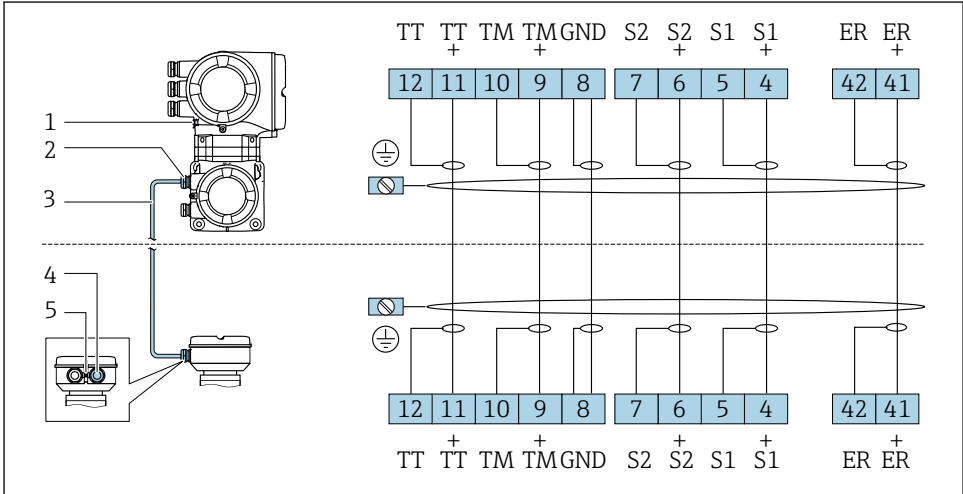 TT TT TM TM GND S2 S2 S1 S1 ER ER
+ + + + +
12 11 10 9 8 7 6 5 4 42 41
1
2
3
4
5
12 11 10 9 8 7 6 5 4 42 41
+ + + + +
TT TT TM TM GND S2 S2 S1 S1 ER ER